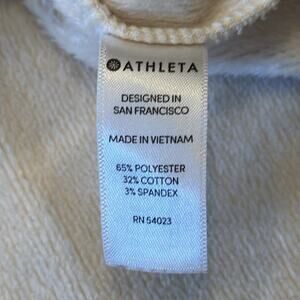 ATHLETA
DESIGNED IN
SAN FRANCISCO
MADE IN VIETNAM
65% POLYESTER
32% COTTON
3% SPANDEX
RN 54023